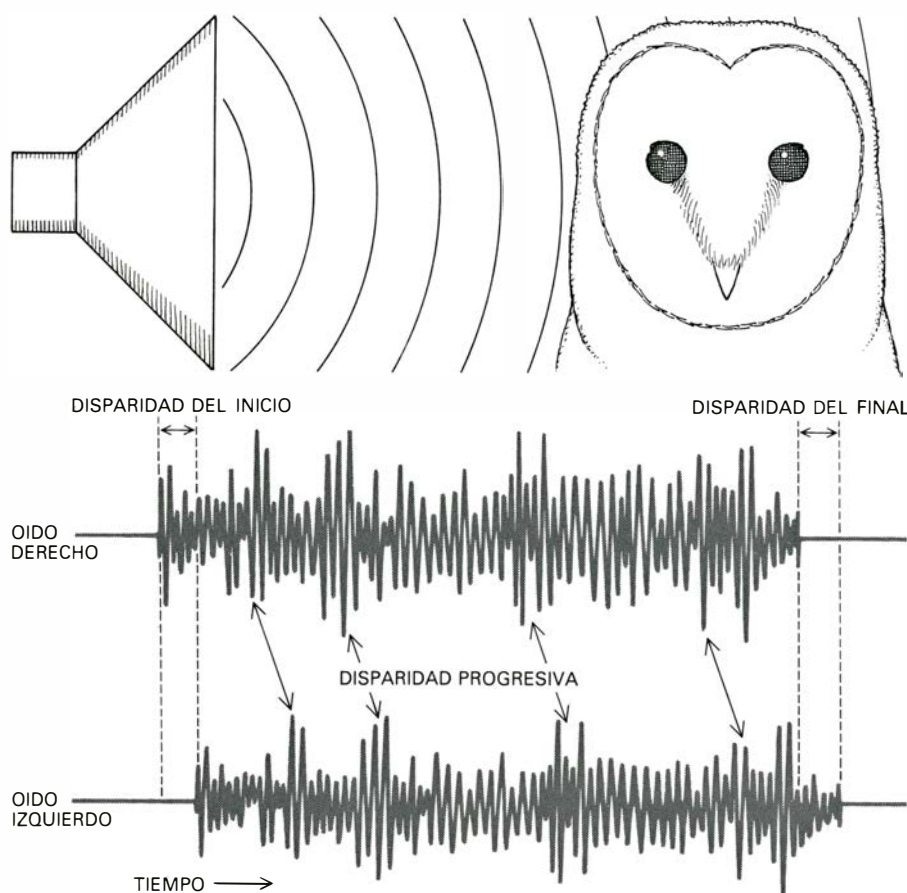 DISPARIDAD DEL INICIO
DISPARIDAD DEL FINAL
OIDO
DERECHO
DISPARIDAD PROGRESIVA
OIDO
IZQUIERDO
TIEMPO